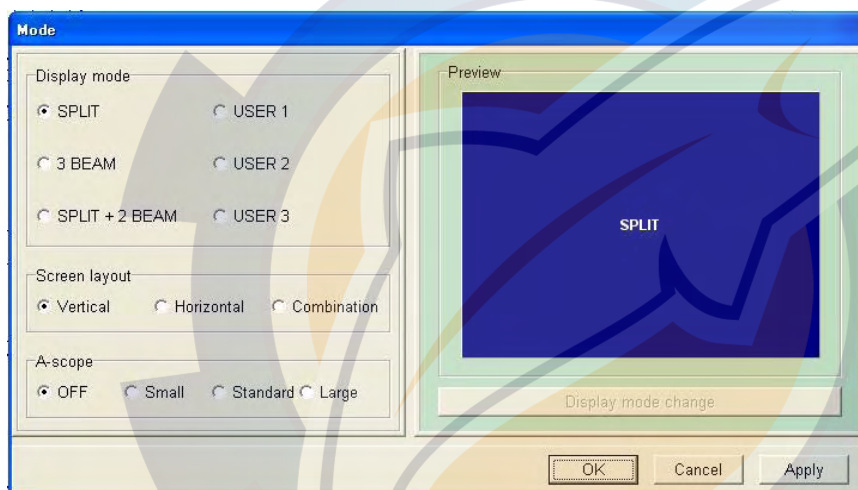 Mode
Display mode
SPLIT USER 1
3 BEAM USER 2
SPLIT + 2 BEAM USER 3
Screen layout
Vertical Horizontal Combination
A-scope
OFF Small Standard Large
Preview
SPLIT
Display mode change
OK Cancel Apply